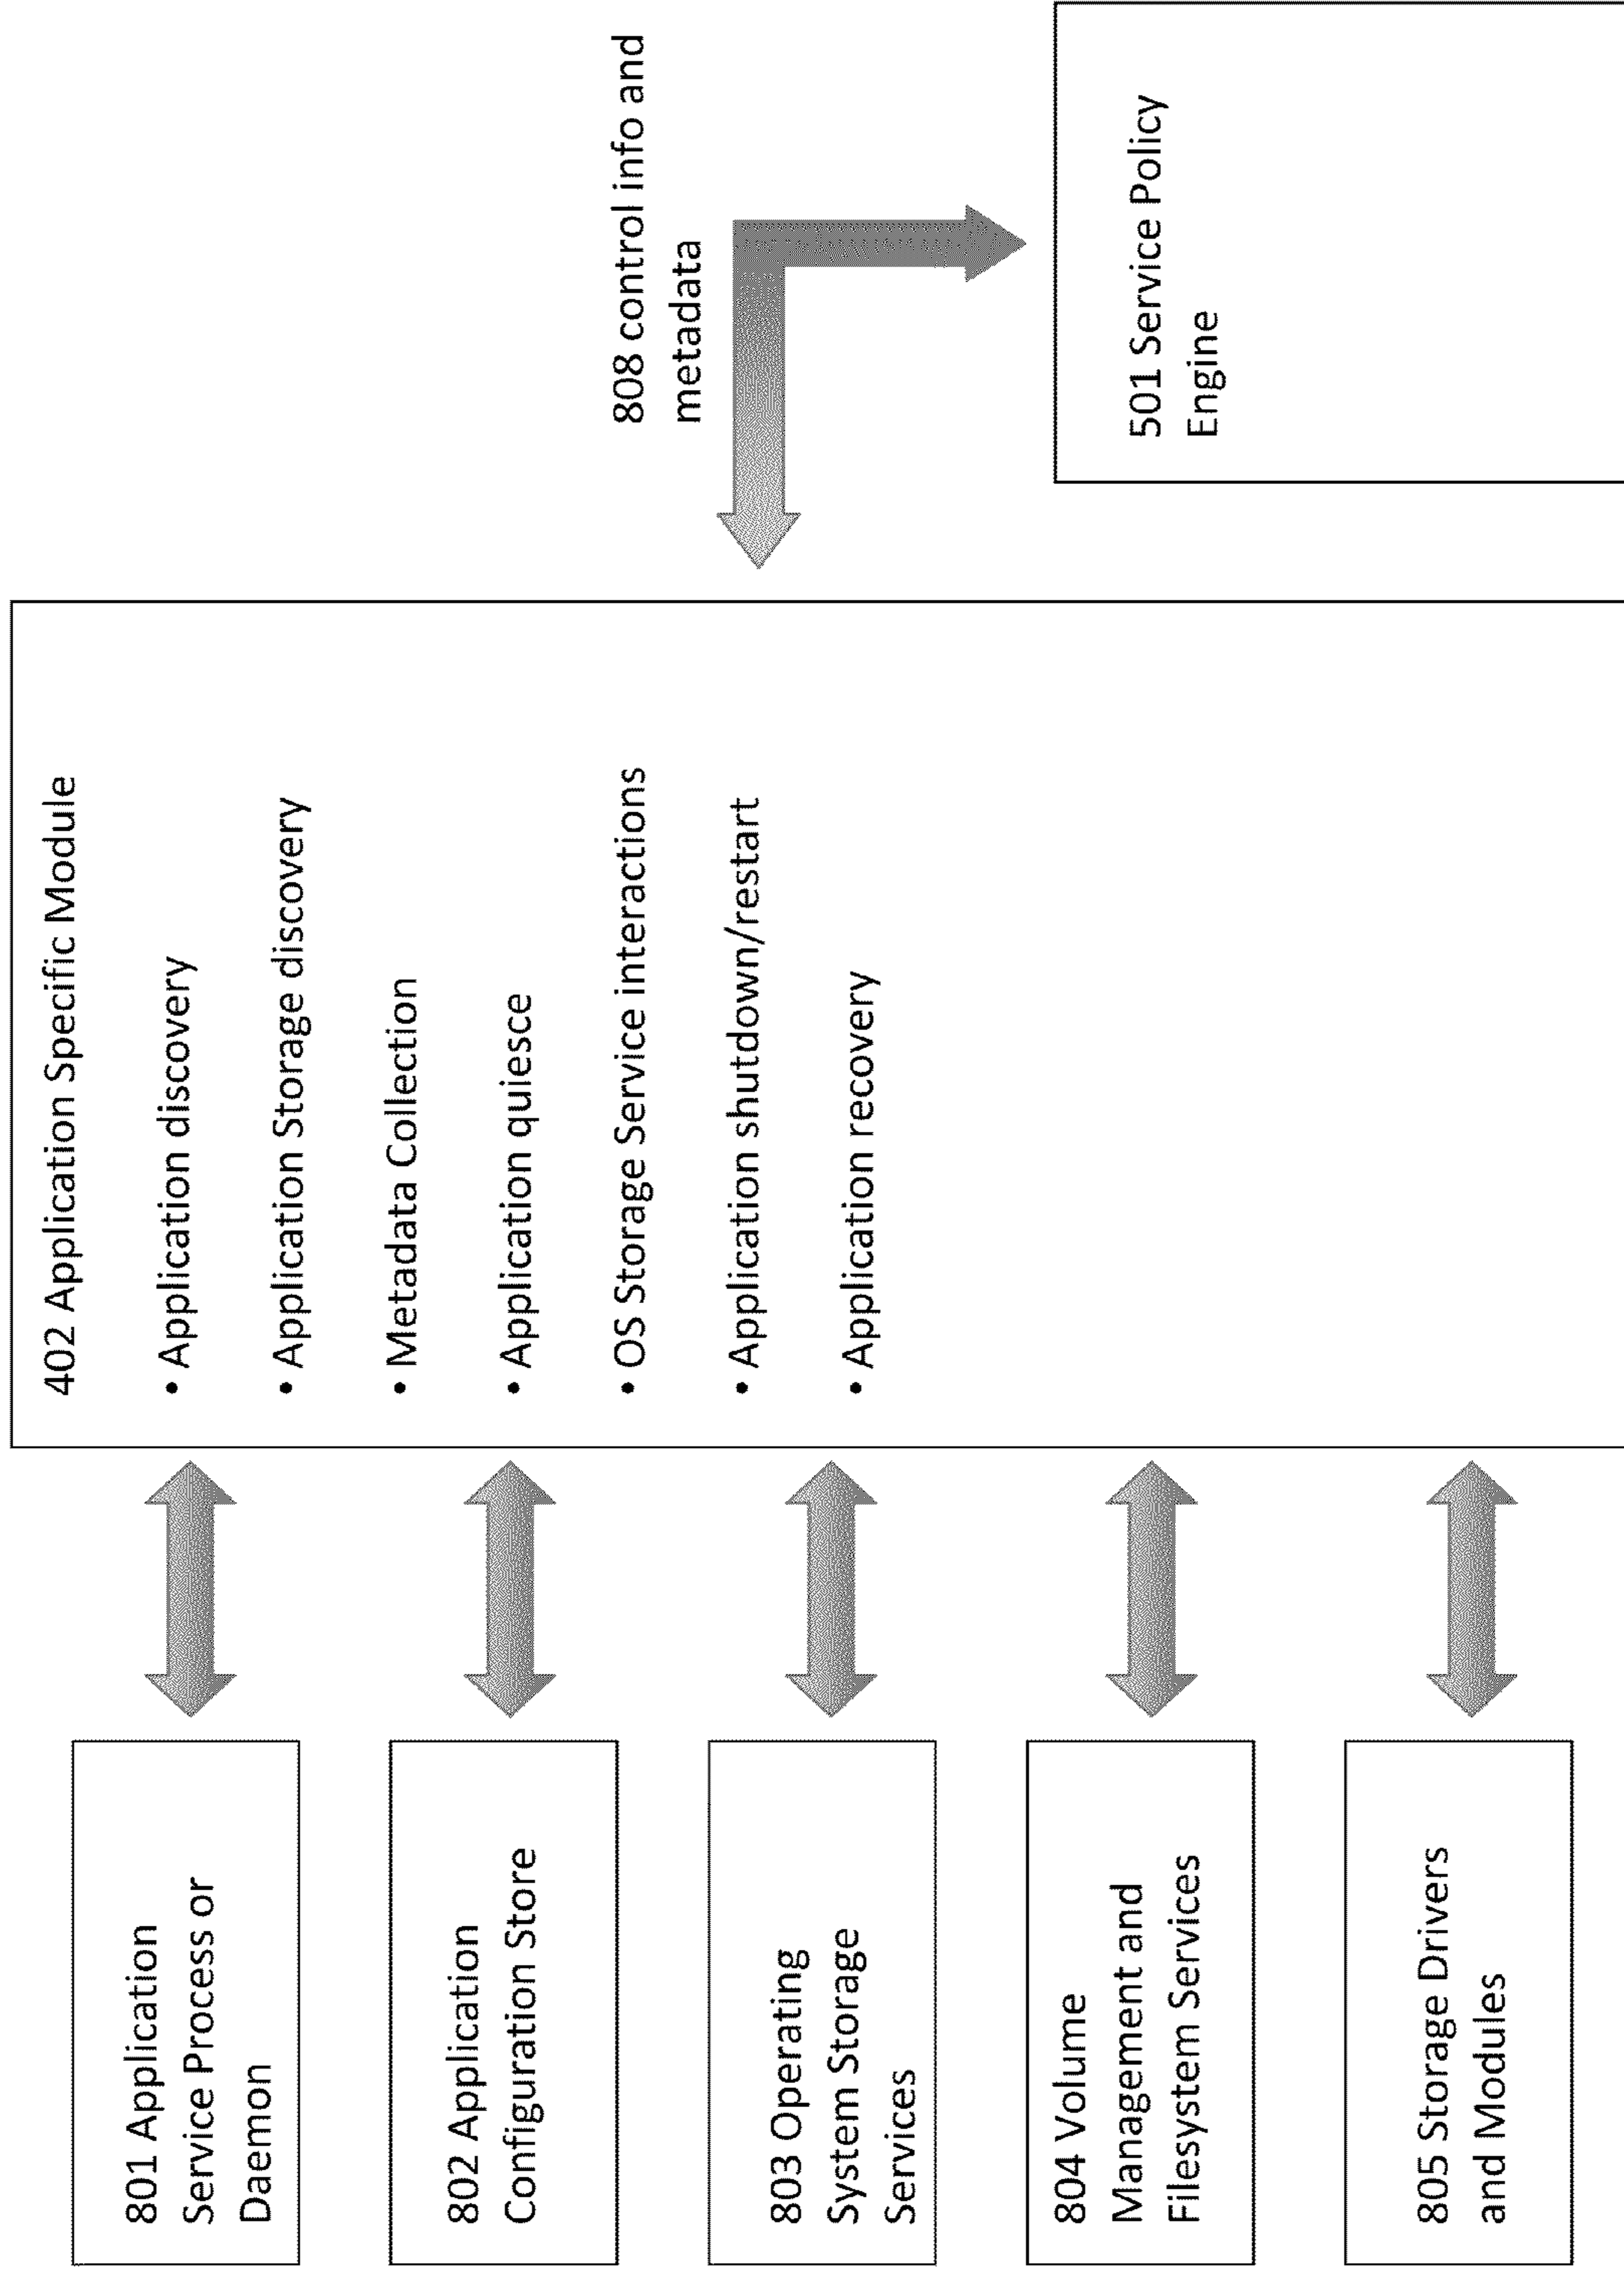 801 Application
Service Process or
Daemon
802 Application
Configuration Store
803 Operating
System Storage
Services
804 Volume
Management and
Filesystem Services
805 Storage Drivers
and Modules
402 Application Specific Module
• Application discovery
• Application Storage discovery
• Metadata Collection
• Application quiesce
• OS Storage Service interactions
• Application shutdown/restart
• Application recovery
808 control info and
metadata
501 Service Policy
Engine